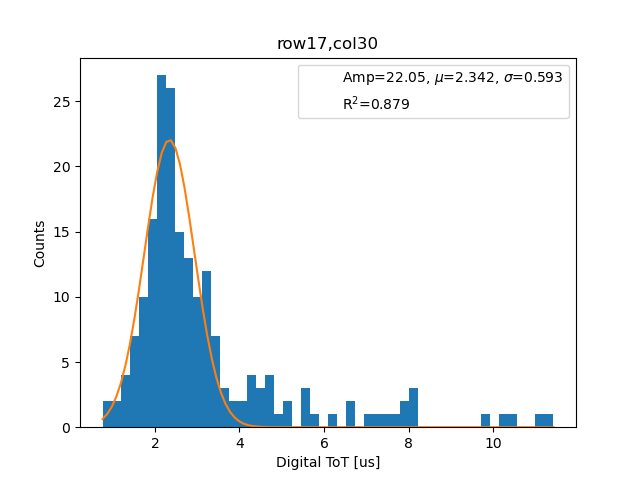 row17,col30
Amp=22.05, μ=2.342, σ=0.593
R²=0.879
Counts
25
20
15
10
5
0
2 4 6 8 10
Digital ToT [us]